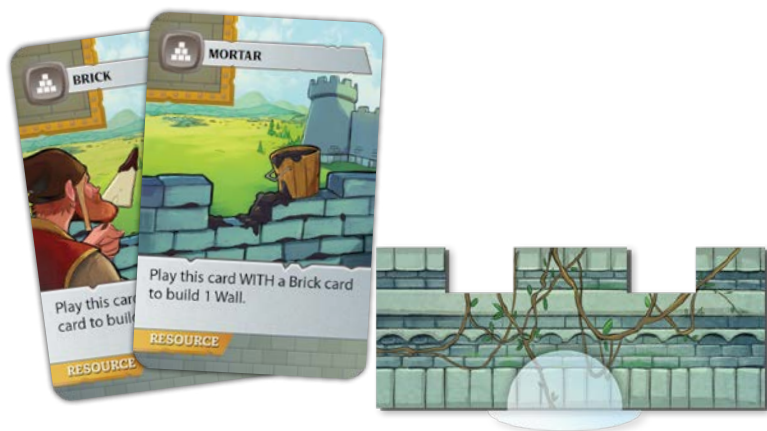 BRICK
Play this card
card to build
RESOURCE
MORTAR
Play this card WITH a Brick card
to build 1 Wall.
RESOURCE